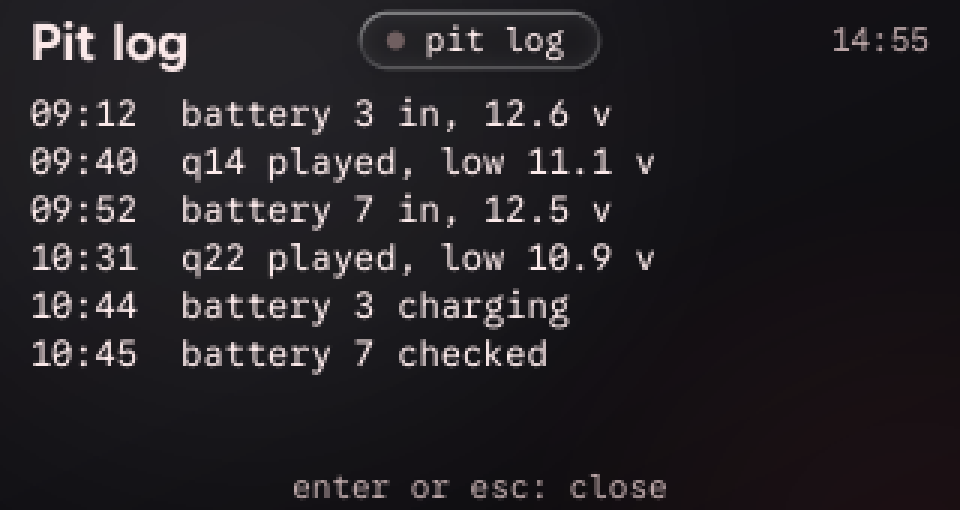 Pit log
pit log
14:55
09:12 battery 3 in, 12.6 v
09:40 q14 played, low 11.1 v
09:52 battery 7 in, 12.5 v
10:31 q22 played, low 10.9 v
10:44 battery 3 charging
10:45 battery 7 checked
enter or esc: close